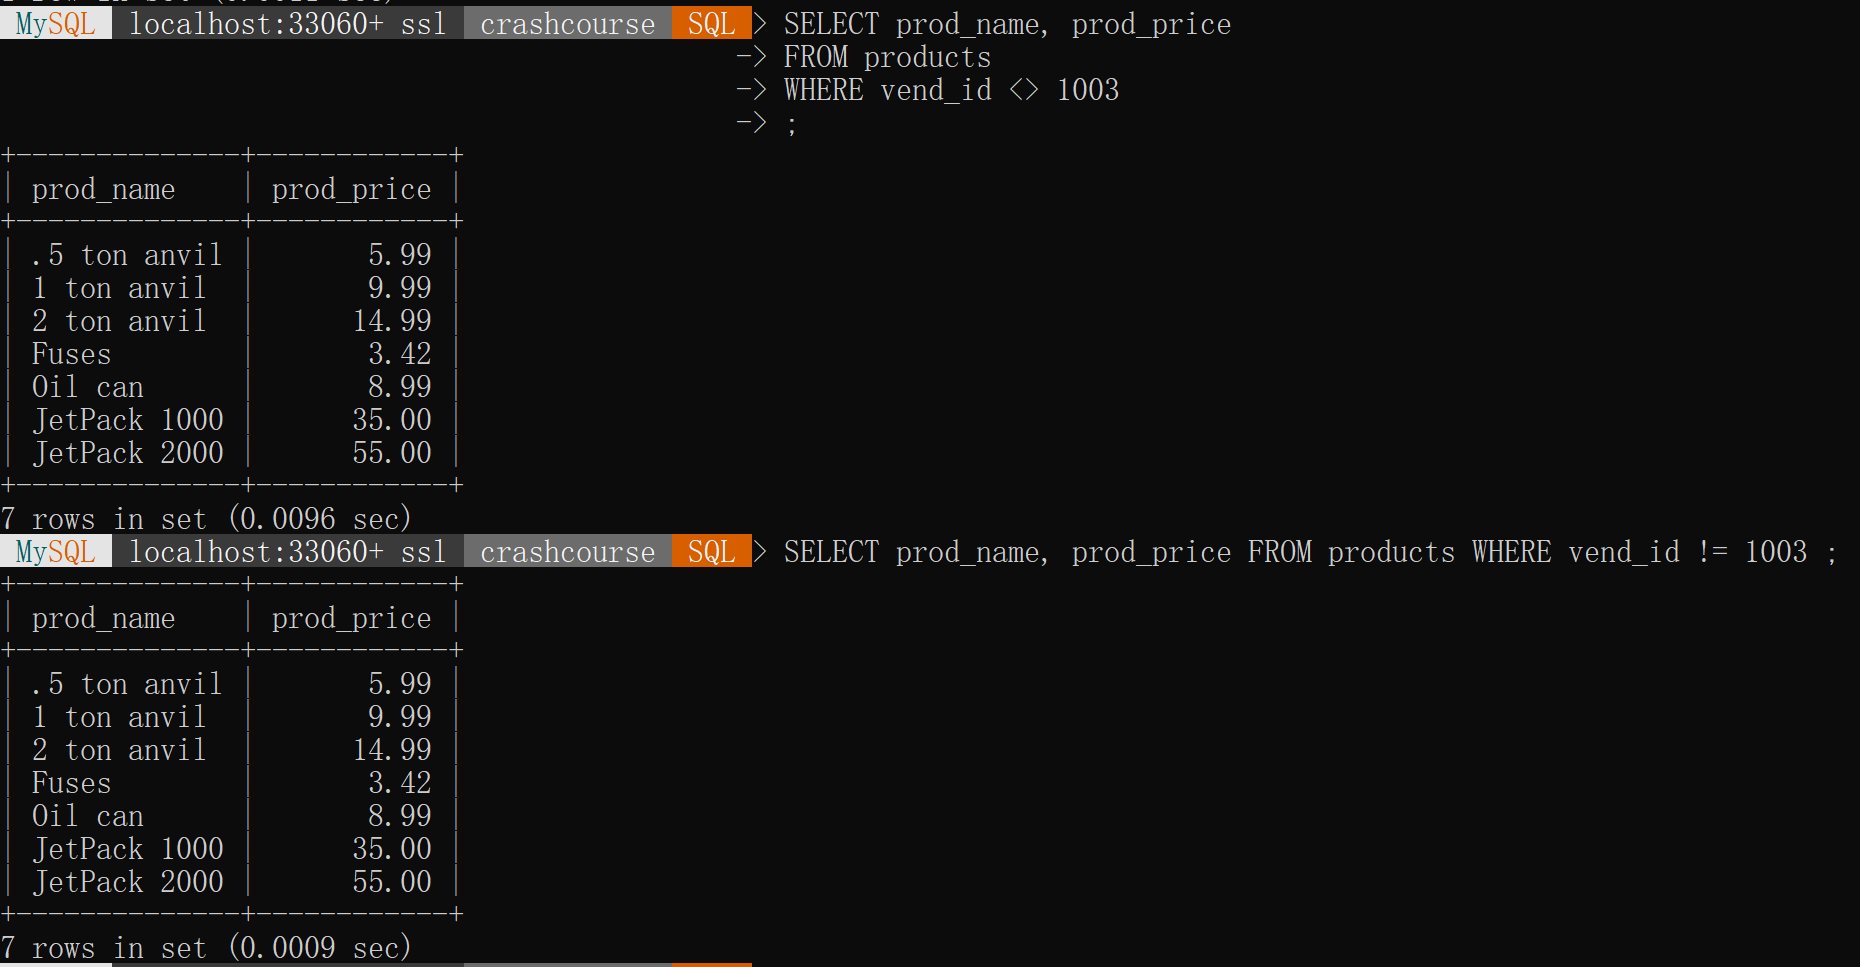 MySQL localhost:33060+ ssl crashcourse SQL > SELECT prod_name, prod_price
-> FROM products
-> WHERE vend_id <> 1003
-> ;
+--------------+------------+
| prod_name    | prod_price |
+--------------+------------+
| .5 ton anvil |       5.99 |
| 1 ton anvil  |       9.99 |
| 2 ton anvil  |      14.99 |
| Fuses        |       3.42 |
| Oil can      |       8.99 |
| JetPack 1000 |      35.00 |
| JetPack 2000 |      55.00 |
+--------------+------------+
7 rows in set (0.0096 sec)
MySQL localhost:33060+ ssl crashcourse SQL > SELECT prod_name, prod_price FROM products WHERE vend_id != 1003 ;
+--------------+------------+
| prod_name    | prod_price |
+--------------+------------+
| .5 ton anvil |       5.99 |
| 1 ton anvil  |       9.99 |
| 2 ton anvil  |      14.99 |
| Fuses        |       3.42 |
| Oil can      |       8.99 |
| JetPack 1000 |      35.00 |
| JetPack 2000 |      55.00 |
+--------------+------------+
7 rows in set (0.0009 sec)